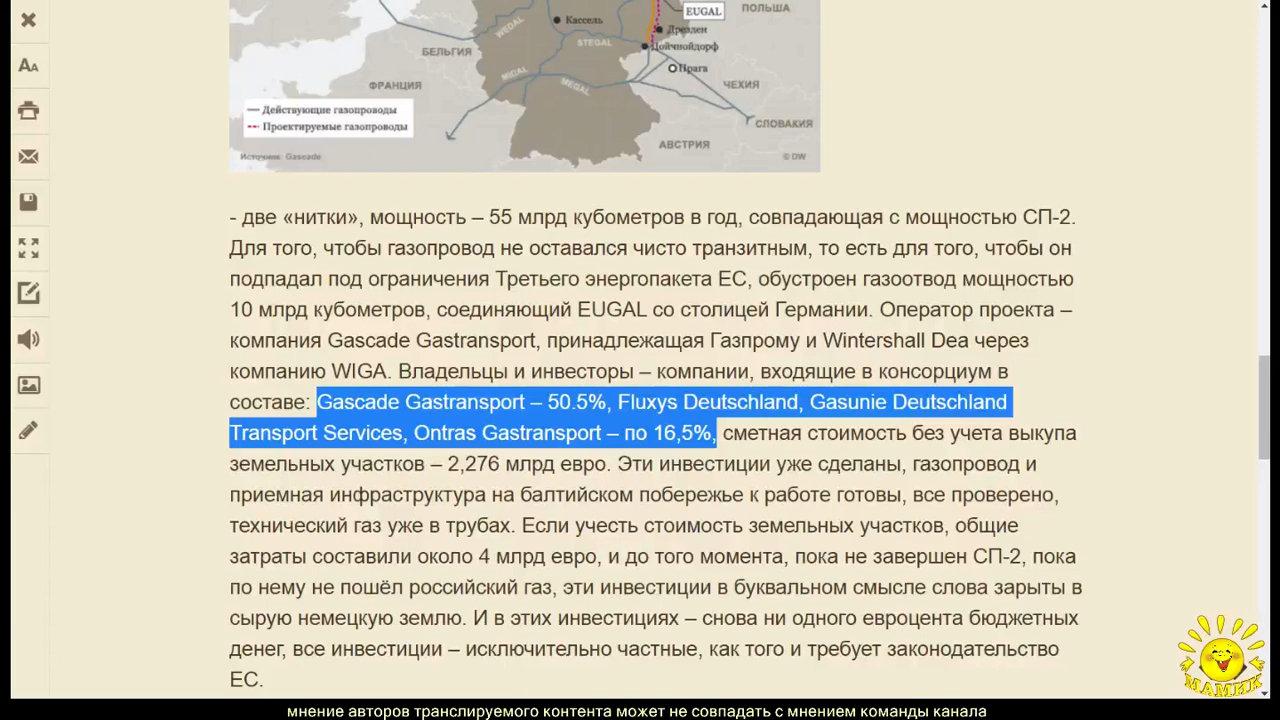 EUGAL
ПОЛЬША
Кассель
Дрезден
WEDAL
STEGAL
Дойчнойдорф
БЕЛЬГИЯ
Прага
MIDAL
MEGAL
ФРАНЦИЯ
ЧЕХИЯ
Действующие газопроводы
СЛОВАКИЯ
Проектируемые газопроводы
АВСТРИЯ
Источник: Gascade
© DW
AA
- две «нитки», мощность – 55 млрд кубометров в год, совпадающая с мощностью СП-2.
Для того, чтобы газопровод не оставался чисто транзитным, то есть для того, чтобы он
подпадал под ограничения Третьего энергопакета ЕС, обустроен газоотвод мощностью
10 млрд кубометров, соединяющий EUGAL со столицей Германии. Оператор проекта –
компания Gascade Gastransport, принадлежащая Газпрому и Wintershall Dea через
компанию WIGA. Владельцы и инвесторы – компании, входящие в консорциум в
составе: Gascade Gastransport – 50.5%, Fluxys Deutschland, Gasunie Deutschland
Transport Services, Ontras Gastransport – по 16,5%, сметная стоимость без учета выкупа
земельных участков – 2,276 млрд евро. Эти инвестиции уже сделаны, газопровод и
приемная инфраструктура на балтийском побережье к работе готовы, все проверено,
технический газ уже в трубах. Если учесть стоимость земельных участков, общие
затраты составили около 4 млрд евро, и до того момента, пока не завершен СП-2, пока
по нему не пошёл российский газ, эти инвестиции в буквальном смысле слова зарыты в
сырую немецкую землю. И в этих инвестициях – снова ни одного евроцента бюджетных
денег, все инвестиции – исключительно частные, как того и требует законодательство
ЕС.
МАМИК
мнение авторов транслируемого контента может не совпадать с мнением команды канала